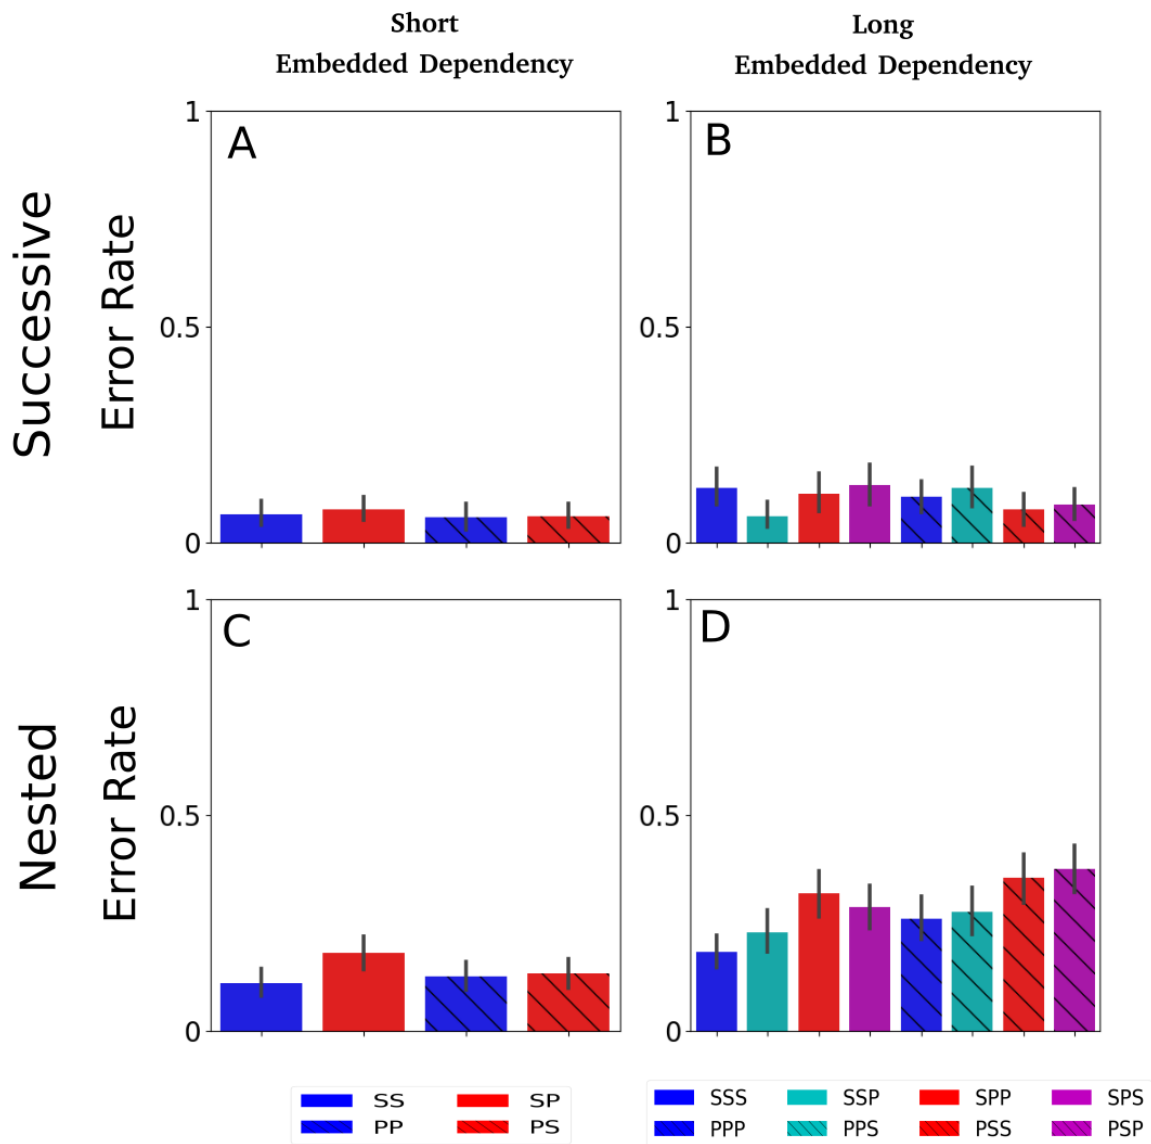 Short
Embedded Dependency
Long
Embedded Dependency
Successive
Error Rate
A
1
0.5
0
B
1
0.5
0
Nested
Error Rate
C
1
0.5
0
D
1
0.5
0
SS SP
PP PS
SSS SSP SPP SPS
PPP PPS PSS PSP